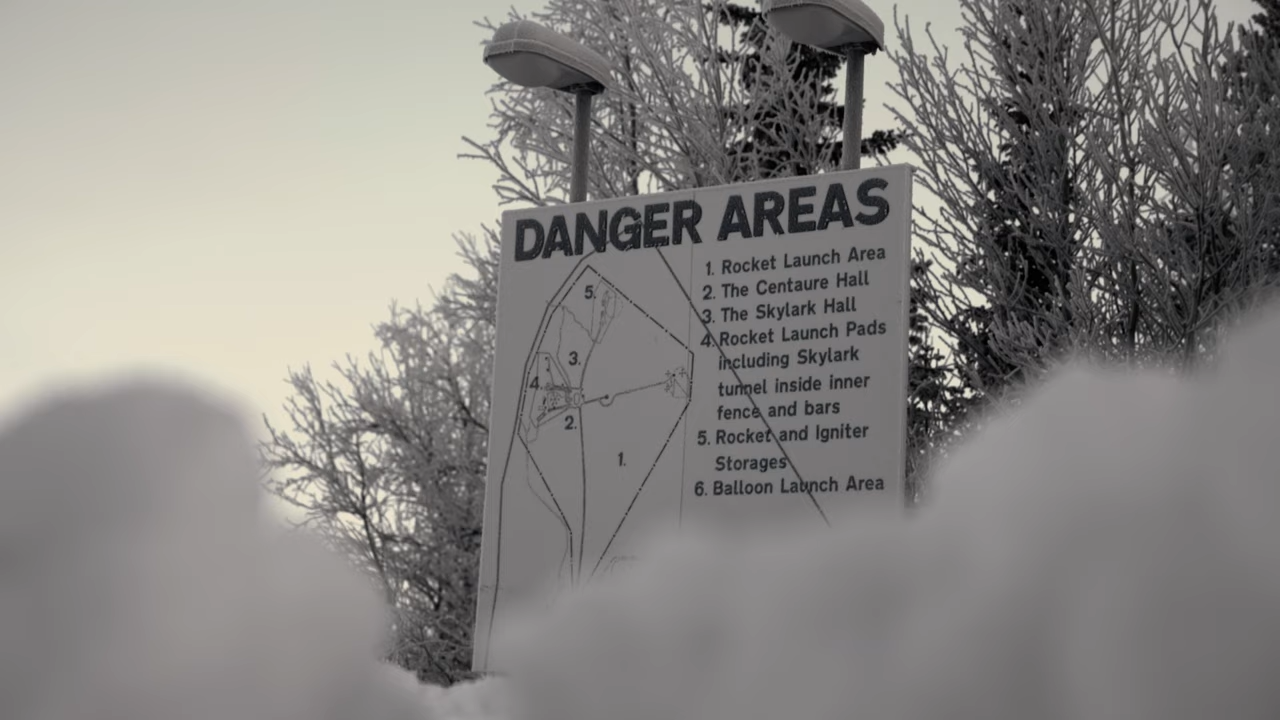 DANGER AREAS
1. Rocket Launch Area
2. The Centaure Hall
3. The Skylark Hall
4. Rocket Launch Pads
including Skylark
tunnel inside inner
fence and bars
5. Rocket and Igniter
Storages
6. Balloon Launch Area
5.
3.
4.
2.
1.